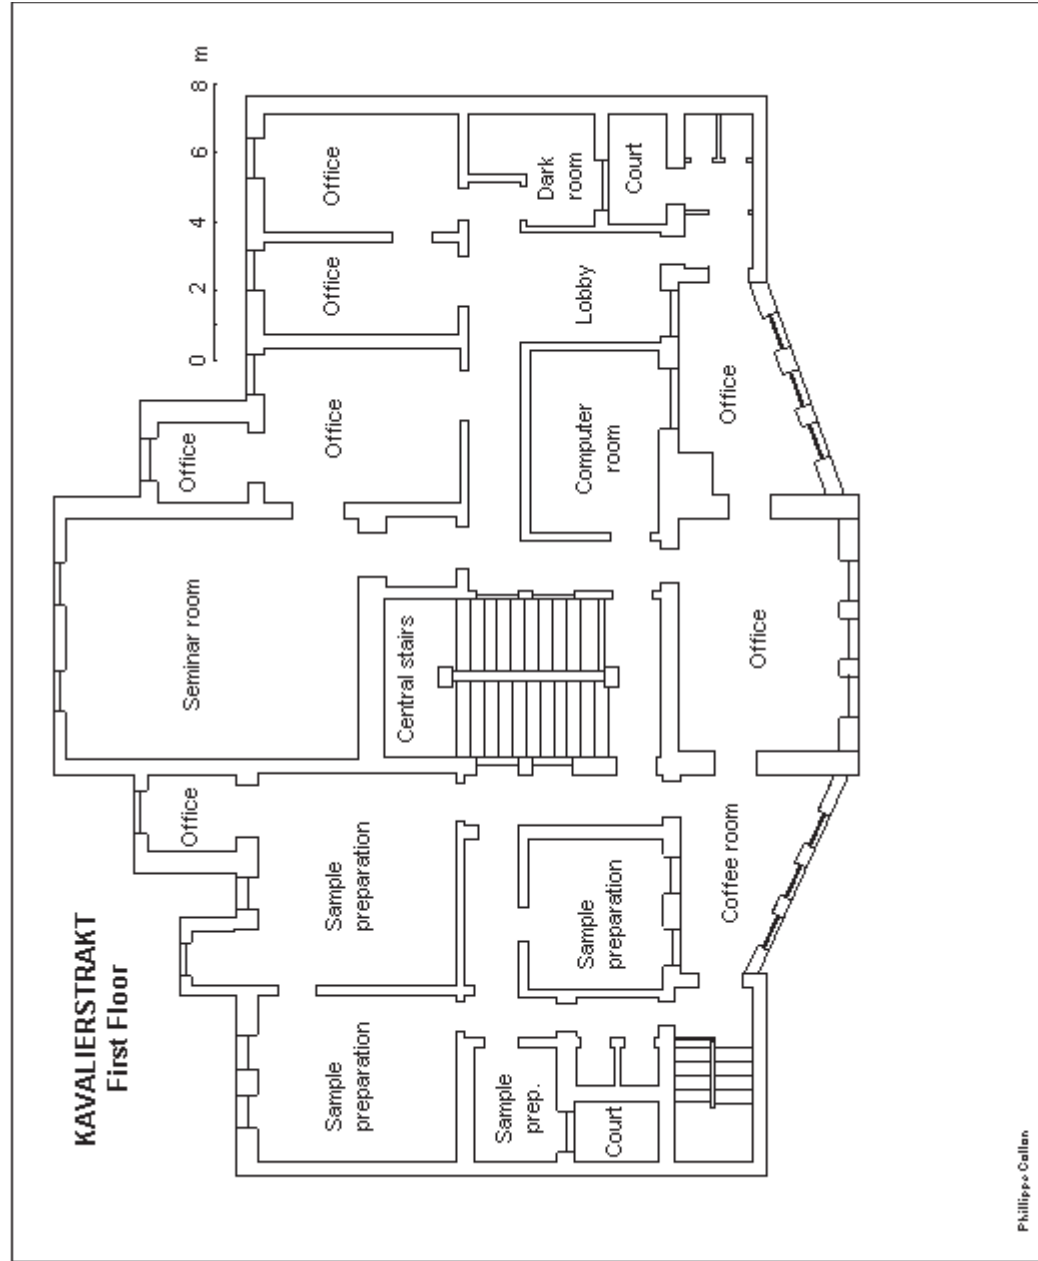 KAVALIERSTRAKT
First Floor
0 2 4 6 8 m
Office
Seminar room
Office
Sample
preparation
Sample
preparation
Office
Office
Office
Central stairs
Sample
prep.
Court
Sample
preparation
Computer
room
Lobby
Dark
room
Court
Coffee room
Office
Office
Phillippe Callan